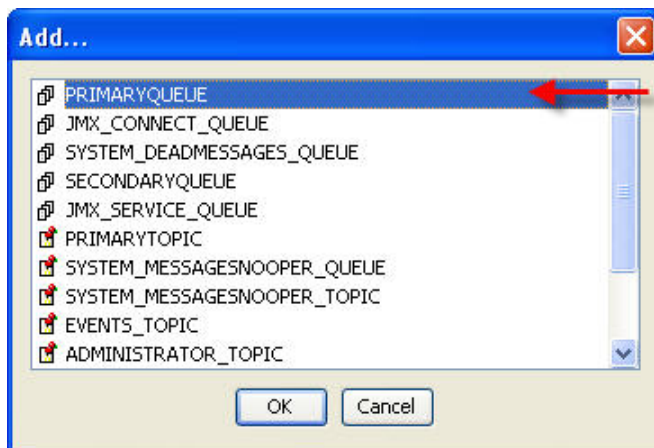 Add...
PRIMARYQUEUE
JMX_CONNECT_QUEUE
SYSTEM_DEADMESSAGES_QUEUE
SECONDARYQUEUE
JMX_SERVICE_QUEUE
PRIMARYTOPIC
SYSTEM_MESSAGESNOOPER_QUEUE
SYSTEM_MESSAGESNOOPER_TOPIC
EVENTS_TOPIC
ADMINISTRATOR_TOPIC
OK Cancel